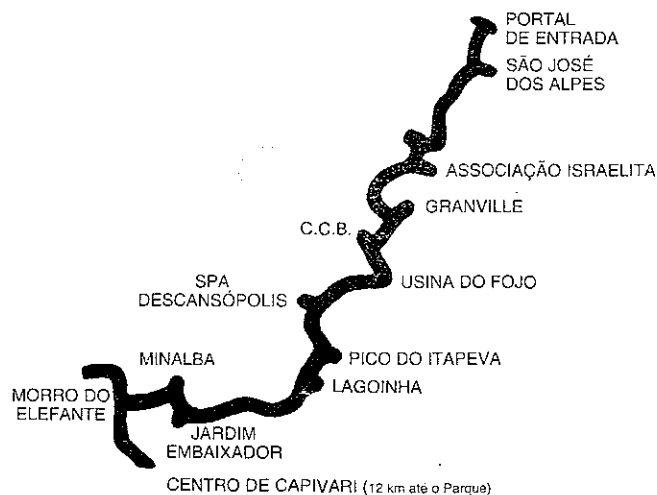 PORTAL
DE ENTRADA
SÃO JOSÉ
DOS ALPES
ASSOCIAÇÃO ISRAELITA
GRANVILLE
C.C.B.
USINA DO FOJO
SPA
DESCANSÓPOLIS
PICO DO ITAPEVA
MINALBA
LAGOINHA
MORRO DO
ELEFANTE
JARDIM
EMBAIXADOR
CENTRO DE CAPIVARI (12 km até o Parque)